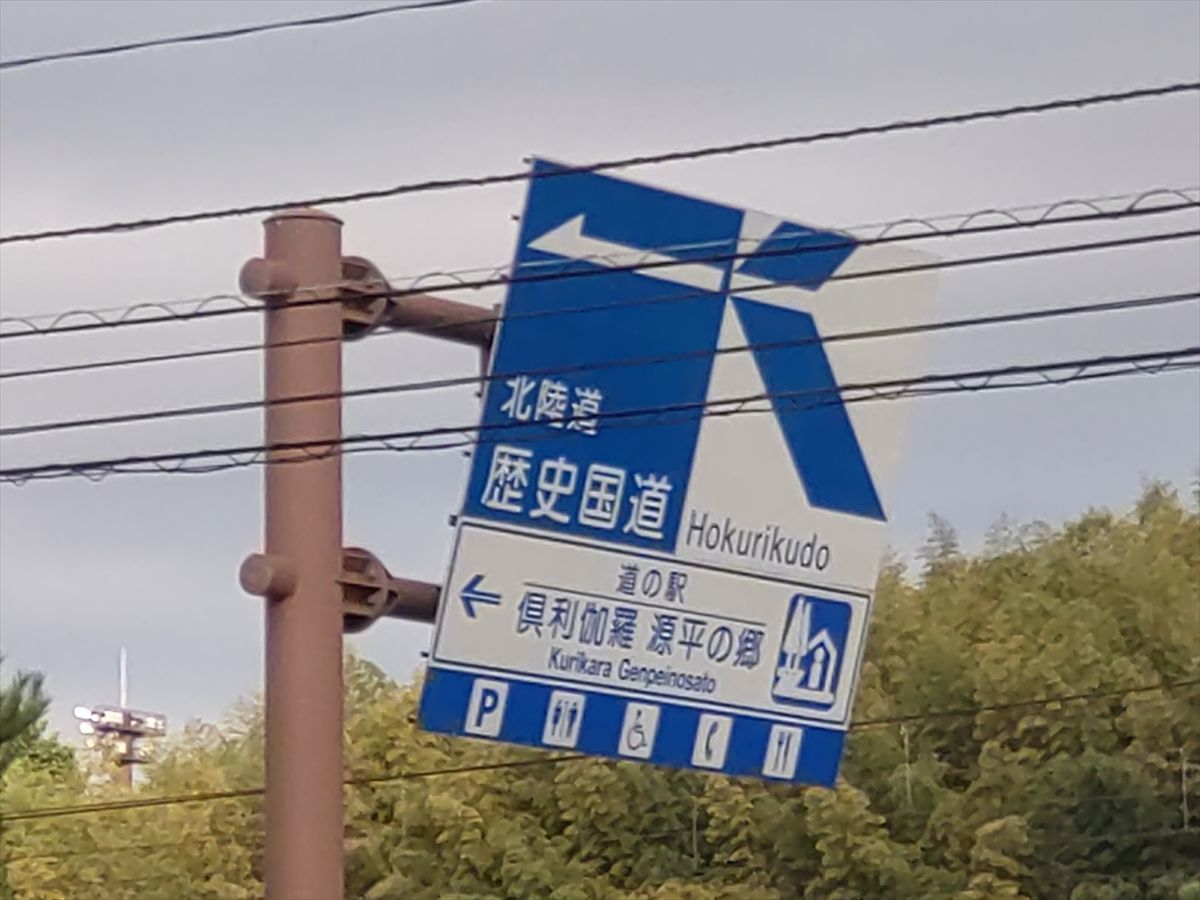 北陸道
歴史国道
Hokurikudo
道の駅
倶利伽羅 源平の郷
Kurikara Genpeinosato
P